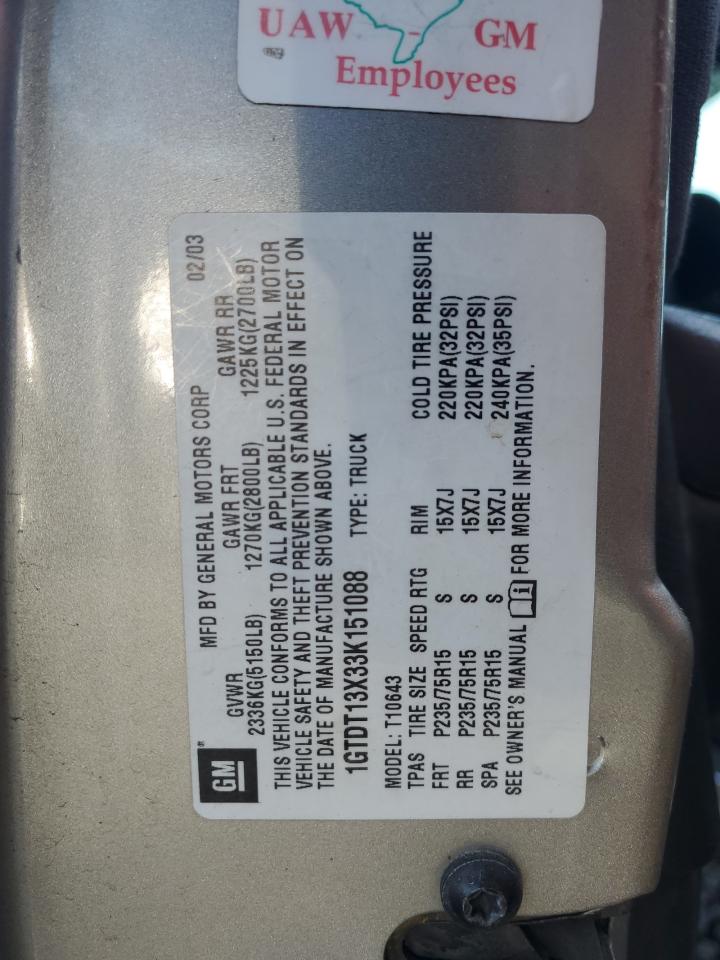 UAW - GM
Employees
GM
MFD BY GENERAL MOTORS CORP 02/03
GVWR GAWR FRT GAWR RR
2336KG(5150LB) 1270KG(2800LB) 1225KG(2700LB)
THIS VEHICLE CONFORMS TO ALL APPLICABLE U.S. FEDERAL MOTOR
VEHICLE SAFETY AND THEFT PREVENTION STANDARDS IN EFFECT ON
THE DATE OF MANUFACTURE SHOWN ABOVE.
1GTDT13X33K151088 TYPE: TRUCK
MODEL: T10643
TPAS TIRE SIZE SPEED RTG RIM COLD TIRE PRESSURE
FRT P235/75R15 S 15X7J 220KPA(32PSI)
RR P235/75R15 S 15X7J 220KPA(32PSI)
SPA P235/75R15 S 15X7J 240KPA(35PSI)
SEE OWNER'S MANUAL FOR MORE INFORMATION.